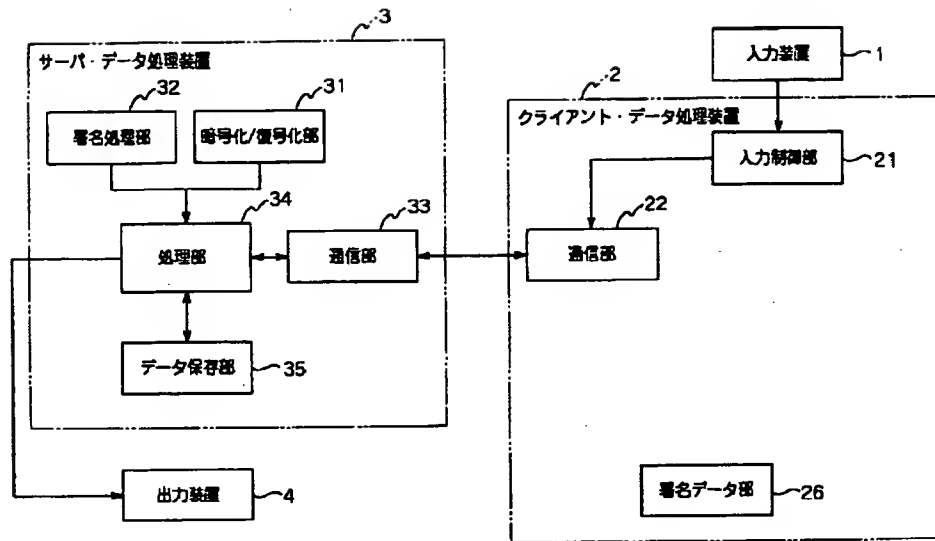 3
サーバ・データ処理装置
32
31
署名処理部
暗号化/復号化部
34
33
処理部
通信部
データ保存部
35
出力装置
4
入力装置
1
2
クライアント・データ処理装置
入力制御部
21
22
通信部
署名データ部
26